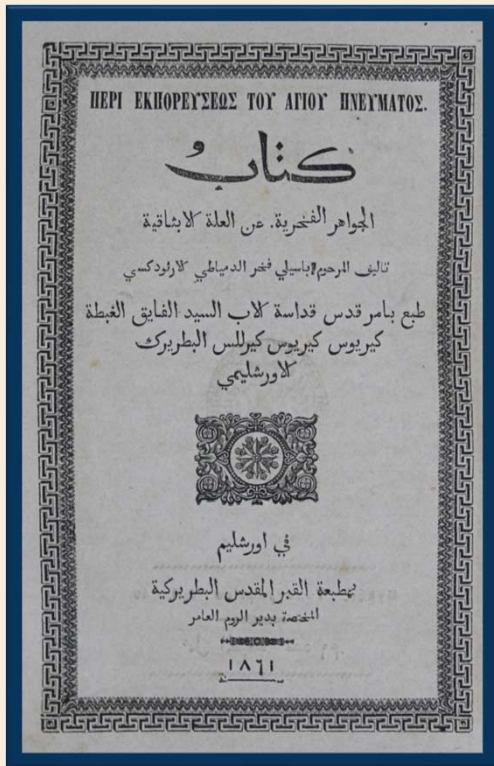 ΠΕΡΙ ΕΚΠΟΡΕΥΣΕΩΣ ΤΟΥ ΑΓΙΟΥ ΠΝΕΥΜΑΤΟΣ.
كتاب
الجواهر الفخرية. عن العلة الانبثاقية
تاليف المرحوم باسيلي فخر الدمياطي الارثودكسي
طبع بامر قدس قداسة الاب السيد الفايق الغبطة
كيريوس كيريوس كيرللس البطريرك
الاورشليمي
في اورشليم
بمطبعة القبر المقدس البطريركية
المختصة بدير الروم العامر
١٨٦١